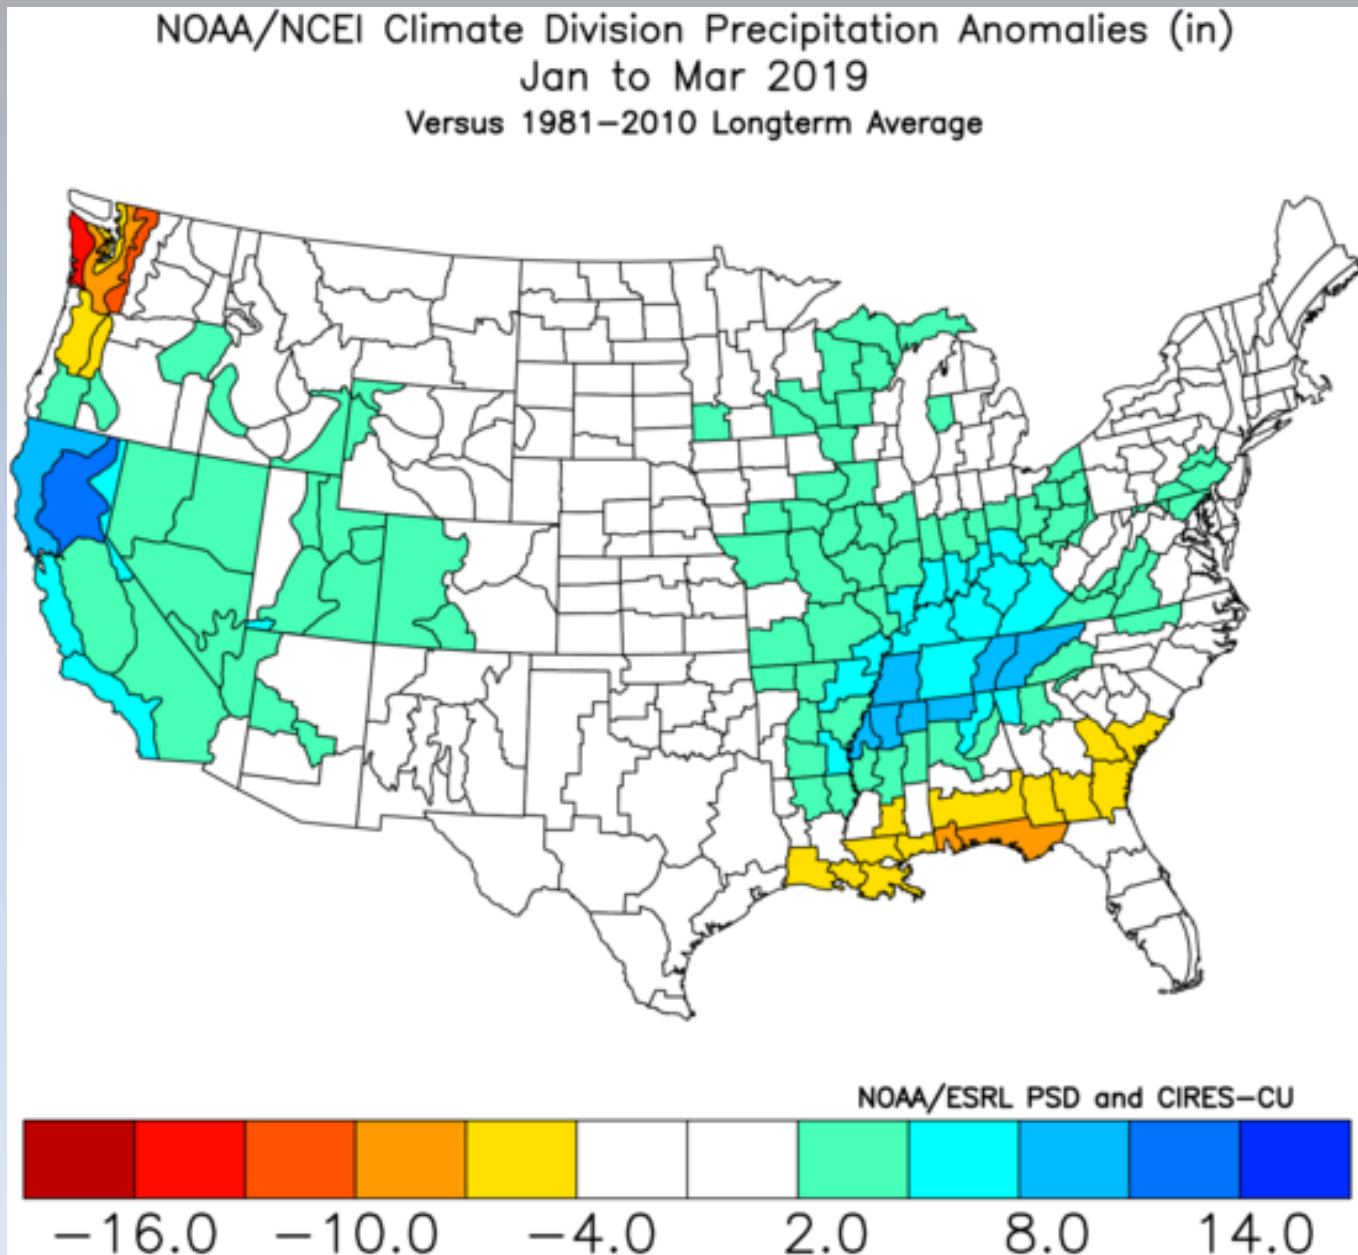 NOAA/NCEI Climate Division Precipitation Anomalies (in)
Jan to Mar 2019
Versus 1981−2010 Longterm Average
NOAA/ESRL PSD and CIRES−CU
−16.0 −10.0 −4.0 2.0 8.0 14.0